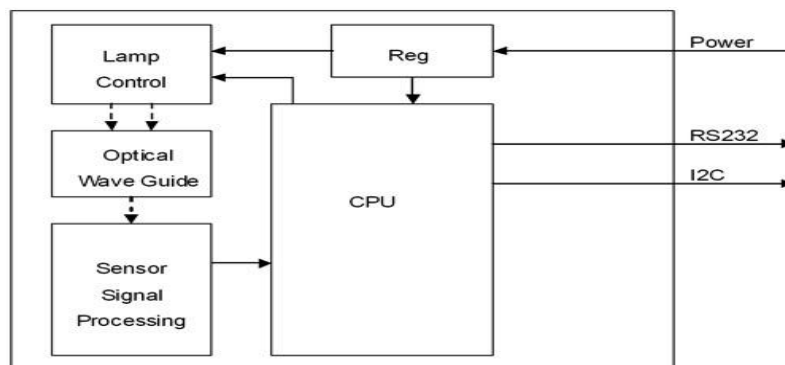 Lamp
Control
Reg
Power
Optical
Wave Guide
CPU
RS232
I2C
Sensor
Signal
Processing